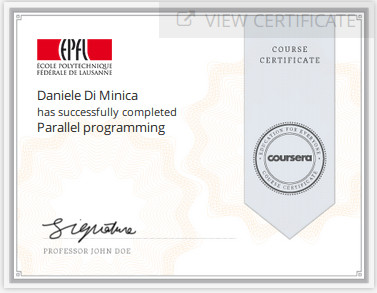 VIEW CERTIFICATE
COURSE
CERTIFICATE
EPFL
ÉCOLE POLYTECHNIQUE
FÉDÉRALE DE LAUSANNE
Daniele Di Minica
has successfully completed
Parallel programming
EDUCATION FOR EVERYONE
coursera
COURSE CERTIFICATE
Signature
PROFESSOR JOHN DOE